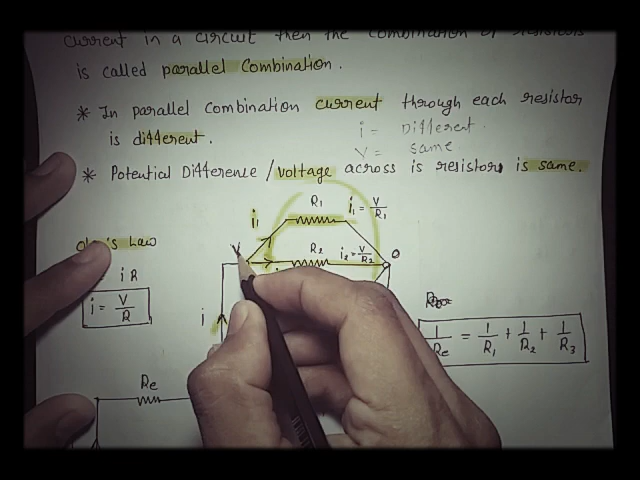 current in a circuit then the combination of resistors
is called parallel Combination.
* In parallel Combination current through each resistor
is different.
i = Different.
V = same
* Potential Difference / voltage across is resistors is same.
i₁
R₁
i₁ = V/R₁
Law
V
R₂
i₂ = V/R₂
0
i R
i = V/R
i
1/Re = 1/R₁ + 1/R₂ + 1/R₃
Re